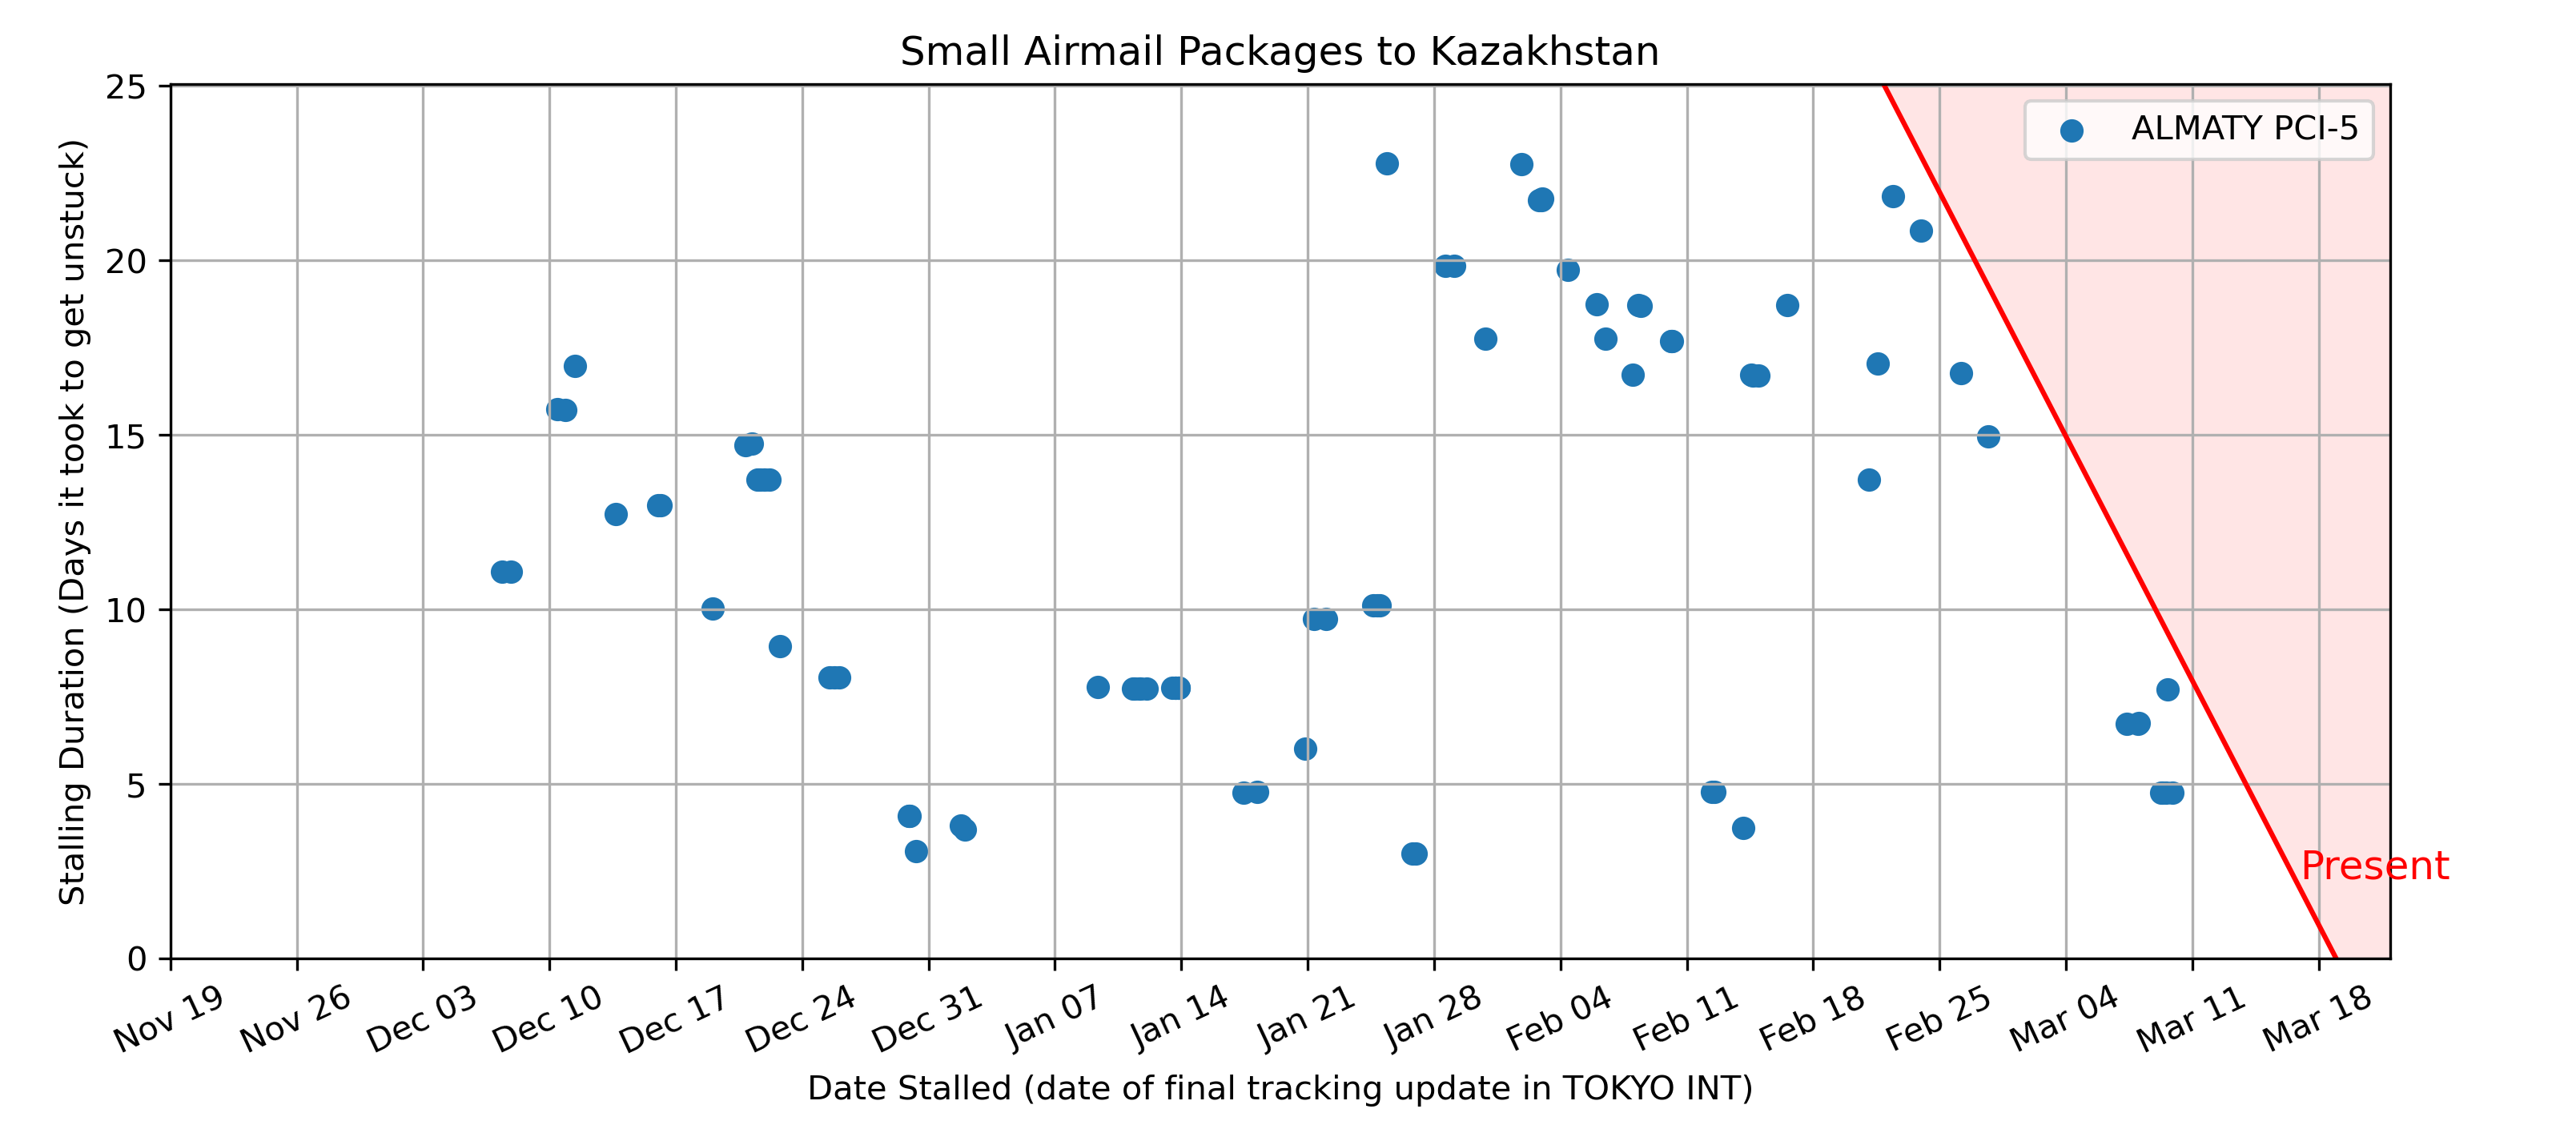 Small Airmail Packages to Kazakhstan
ALMATY PCI-5
Stalling Duration (Days it took to get unstuck)
25
20
15
10
5
0
Present
Nov 19
Nov 26
Dec 03
Dec 10
Dec 17
Dec 24
Dec 31
Jan 07
Jan 14
Jan 21
Jan 28
Feb 04
Feb 11
Feb 18
Feb 25
Mar 04
Mar 11
Mar 18
Date Stalled (date of final tracking update in TOKYO INT)